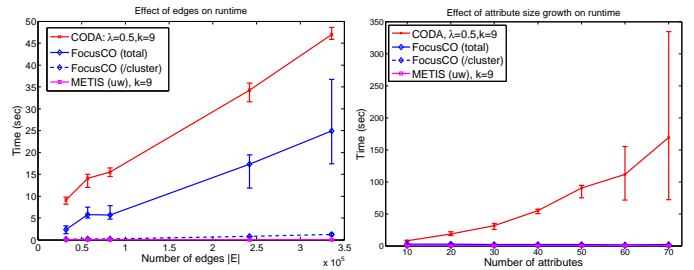 Effect of edges on runtime
50
45
40
35
30
25
20
15
10
5
0
Time (sec)
CODA: λ=0.5,k=9
FocusCO (total)
FocusCO (/cluster)
METIS (uw), k=9
0
0.5
1
1.5
2
2.5
3
3.5
x 10⁵
Number of edges |E|
Effect of attribute size growth on runtime
350
300
250
200
150
100
50
0
Time (sec)
CODA, λ=0.5,k=9
FocusCO (total)
FocusCO (/cluster)
METIS (uw), k=9
10
20
30
40
50
60
70
Number of attributes